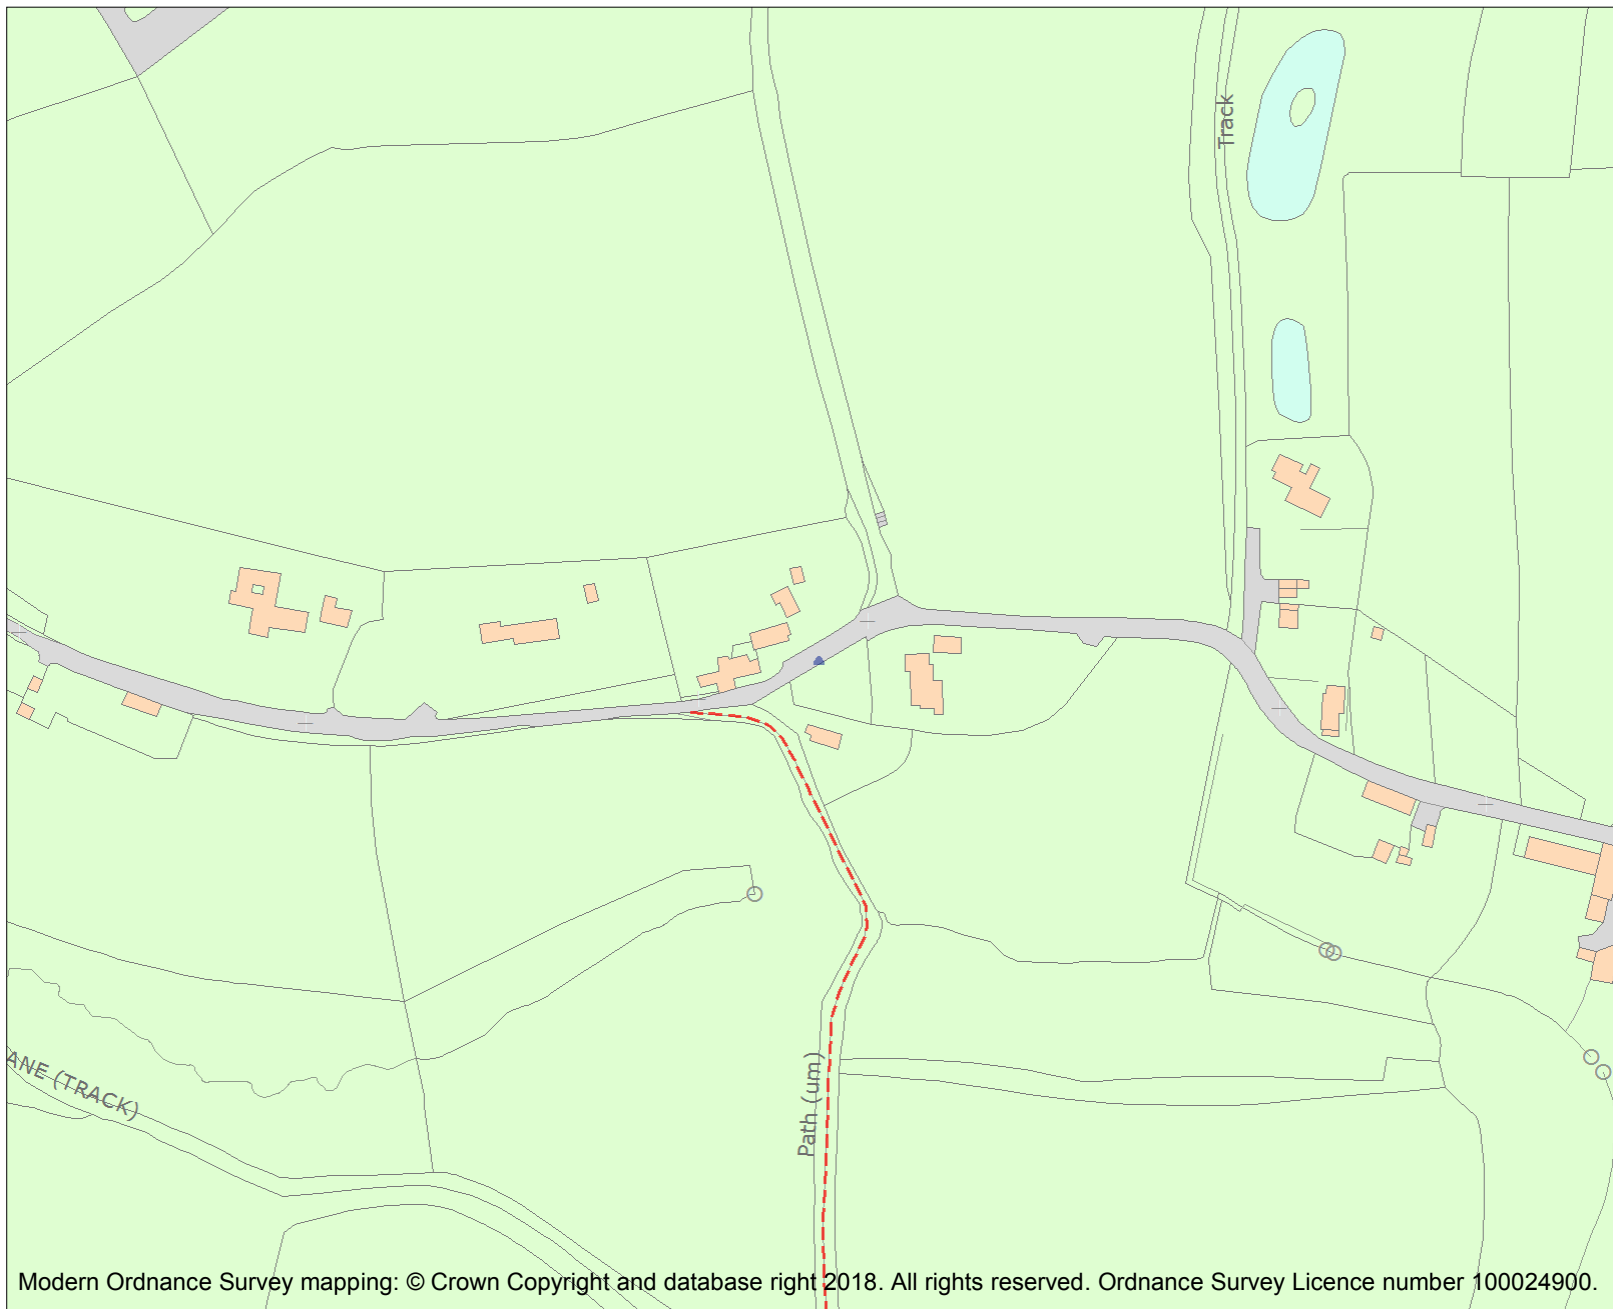 Track
ANE (TRACK)
Path (um)
Modern Ordnance Survey mapping: © Crown Copyright and database right 2018. All rights reserved. Ordnance Survey Licence number 100024900.